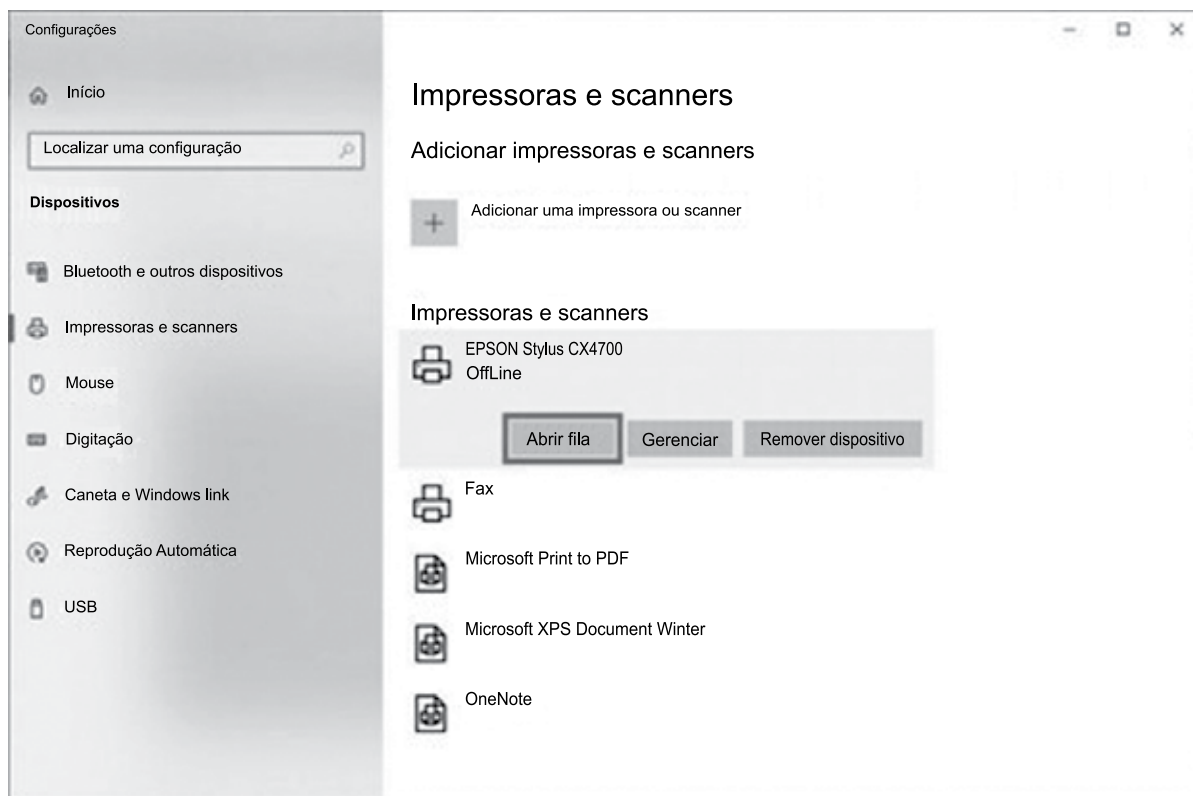 Configurações
Início
Localizar uma configuração
Dispositivos
Bluetooth e outros dispositivos
Impressoras e scanners
Mouse
Digitação
Caneta e Windows link
Reprodução Automática
USB
Impressoras e scanners
Adicionar impressoras e scanners
Adicionar uma impressora ou scanner
Impressoras e scanners
EPSON Stylus CX4700
OffLine
Abrir fila
Gerenciar
Remover dispositivo
Fax
Microsoft Print to PDF
Microsoft XPS Document Winter
OneNote